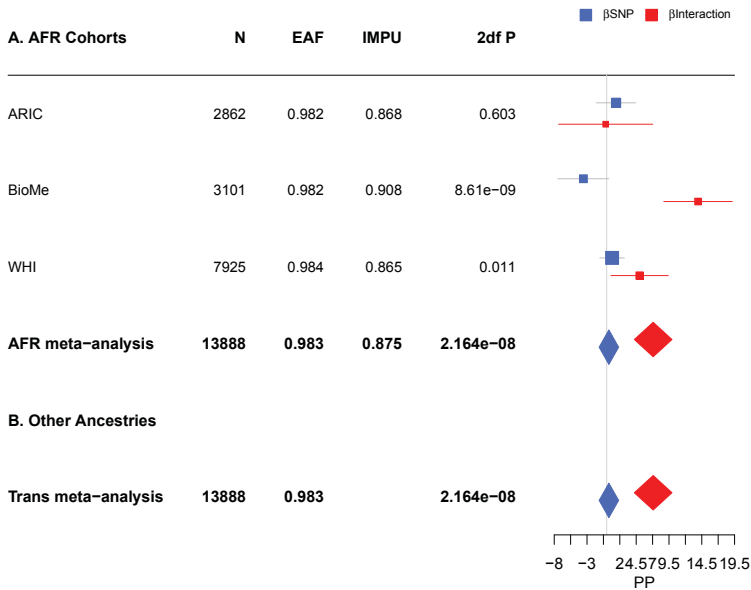 βSNP βInteraction
A. AFR Cohorts N EAF IMPU 2df P
ARIC 2862 0.982 0.868 0.603
BioMe 3101 0.982 0.908 8.61e−09
WHI 7925 0.984 0.865 0.011
AFR meta−analysis 13888 0.983 0.875 2.164e−08
B. Other Ancestries
Trans meta−analysis 13888 0.983 2.164e−08
−8 −3 24.579.5 14.519.5
PP